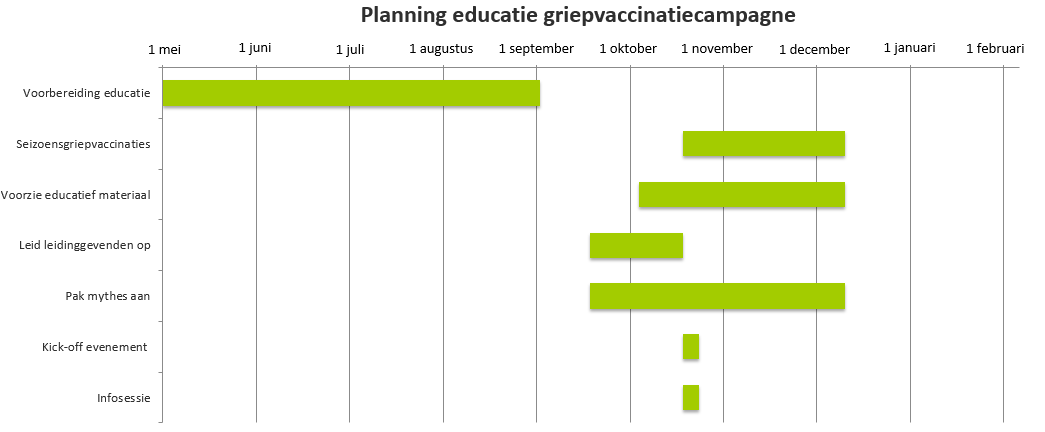 Planning educatie griepvaccinatiecampagne
1 mei 1 juni 1 juli 1 augustus 1 september 1 oktober 1 november 1 december 1 januari 1 februari
Voorbereiding educatie
Seizoensgriepvaccinaties
Voorzie educatief materiaal
Leid leidinggevenden op
Pak mythes aan
Kick-off evenement
Infosessie